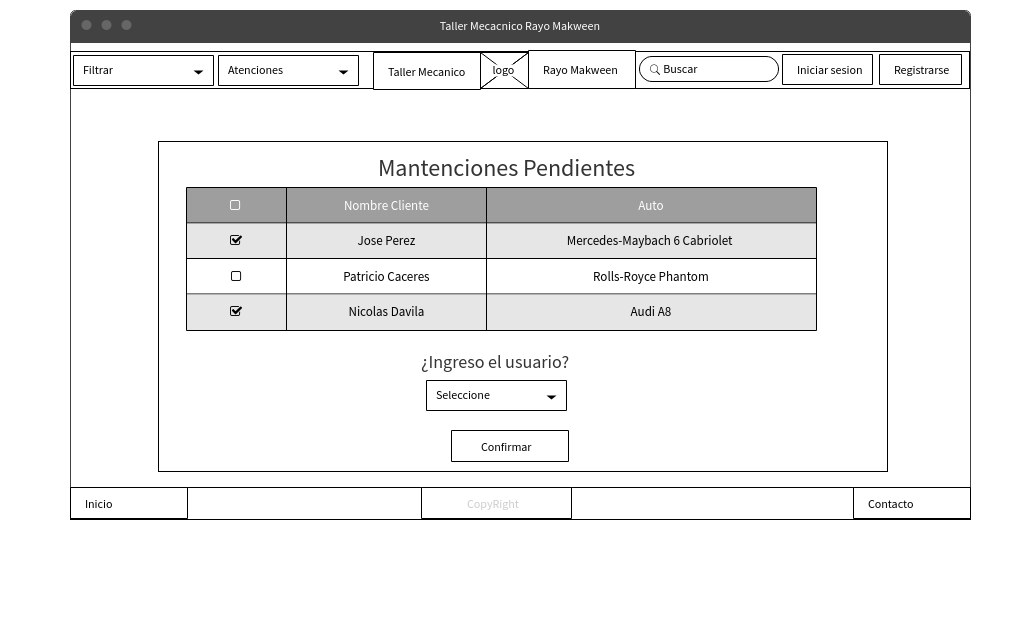 Taller Mecacnico Rayo Makween
Filtrar Atenciones Taller Mecanico logo Rayo Makween Buscar Iniciar sesion Registrarse
Mantenciones Pendientes
Nombre Cliente Auto
Jose Perez Mercedes-Maybach 6 Cabriolet
Patricio Caceres Rolls-Royce Phantom
Nicolas Davila Audi A8
¿Ingreso el usuario?
Seleccione
Confirmar
Inicio CopyRight Contacto